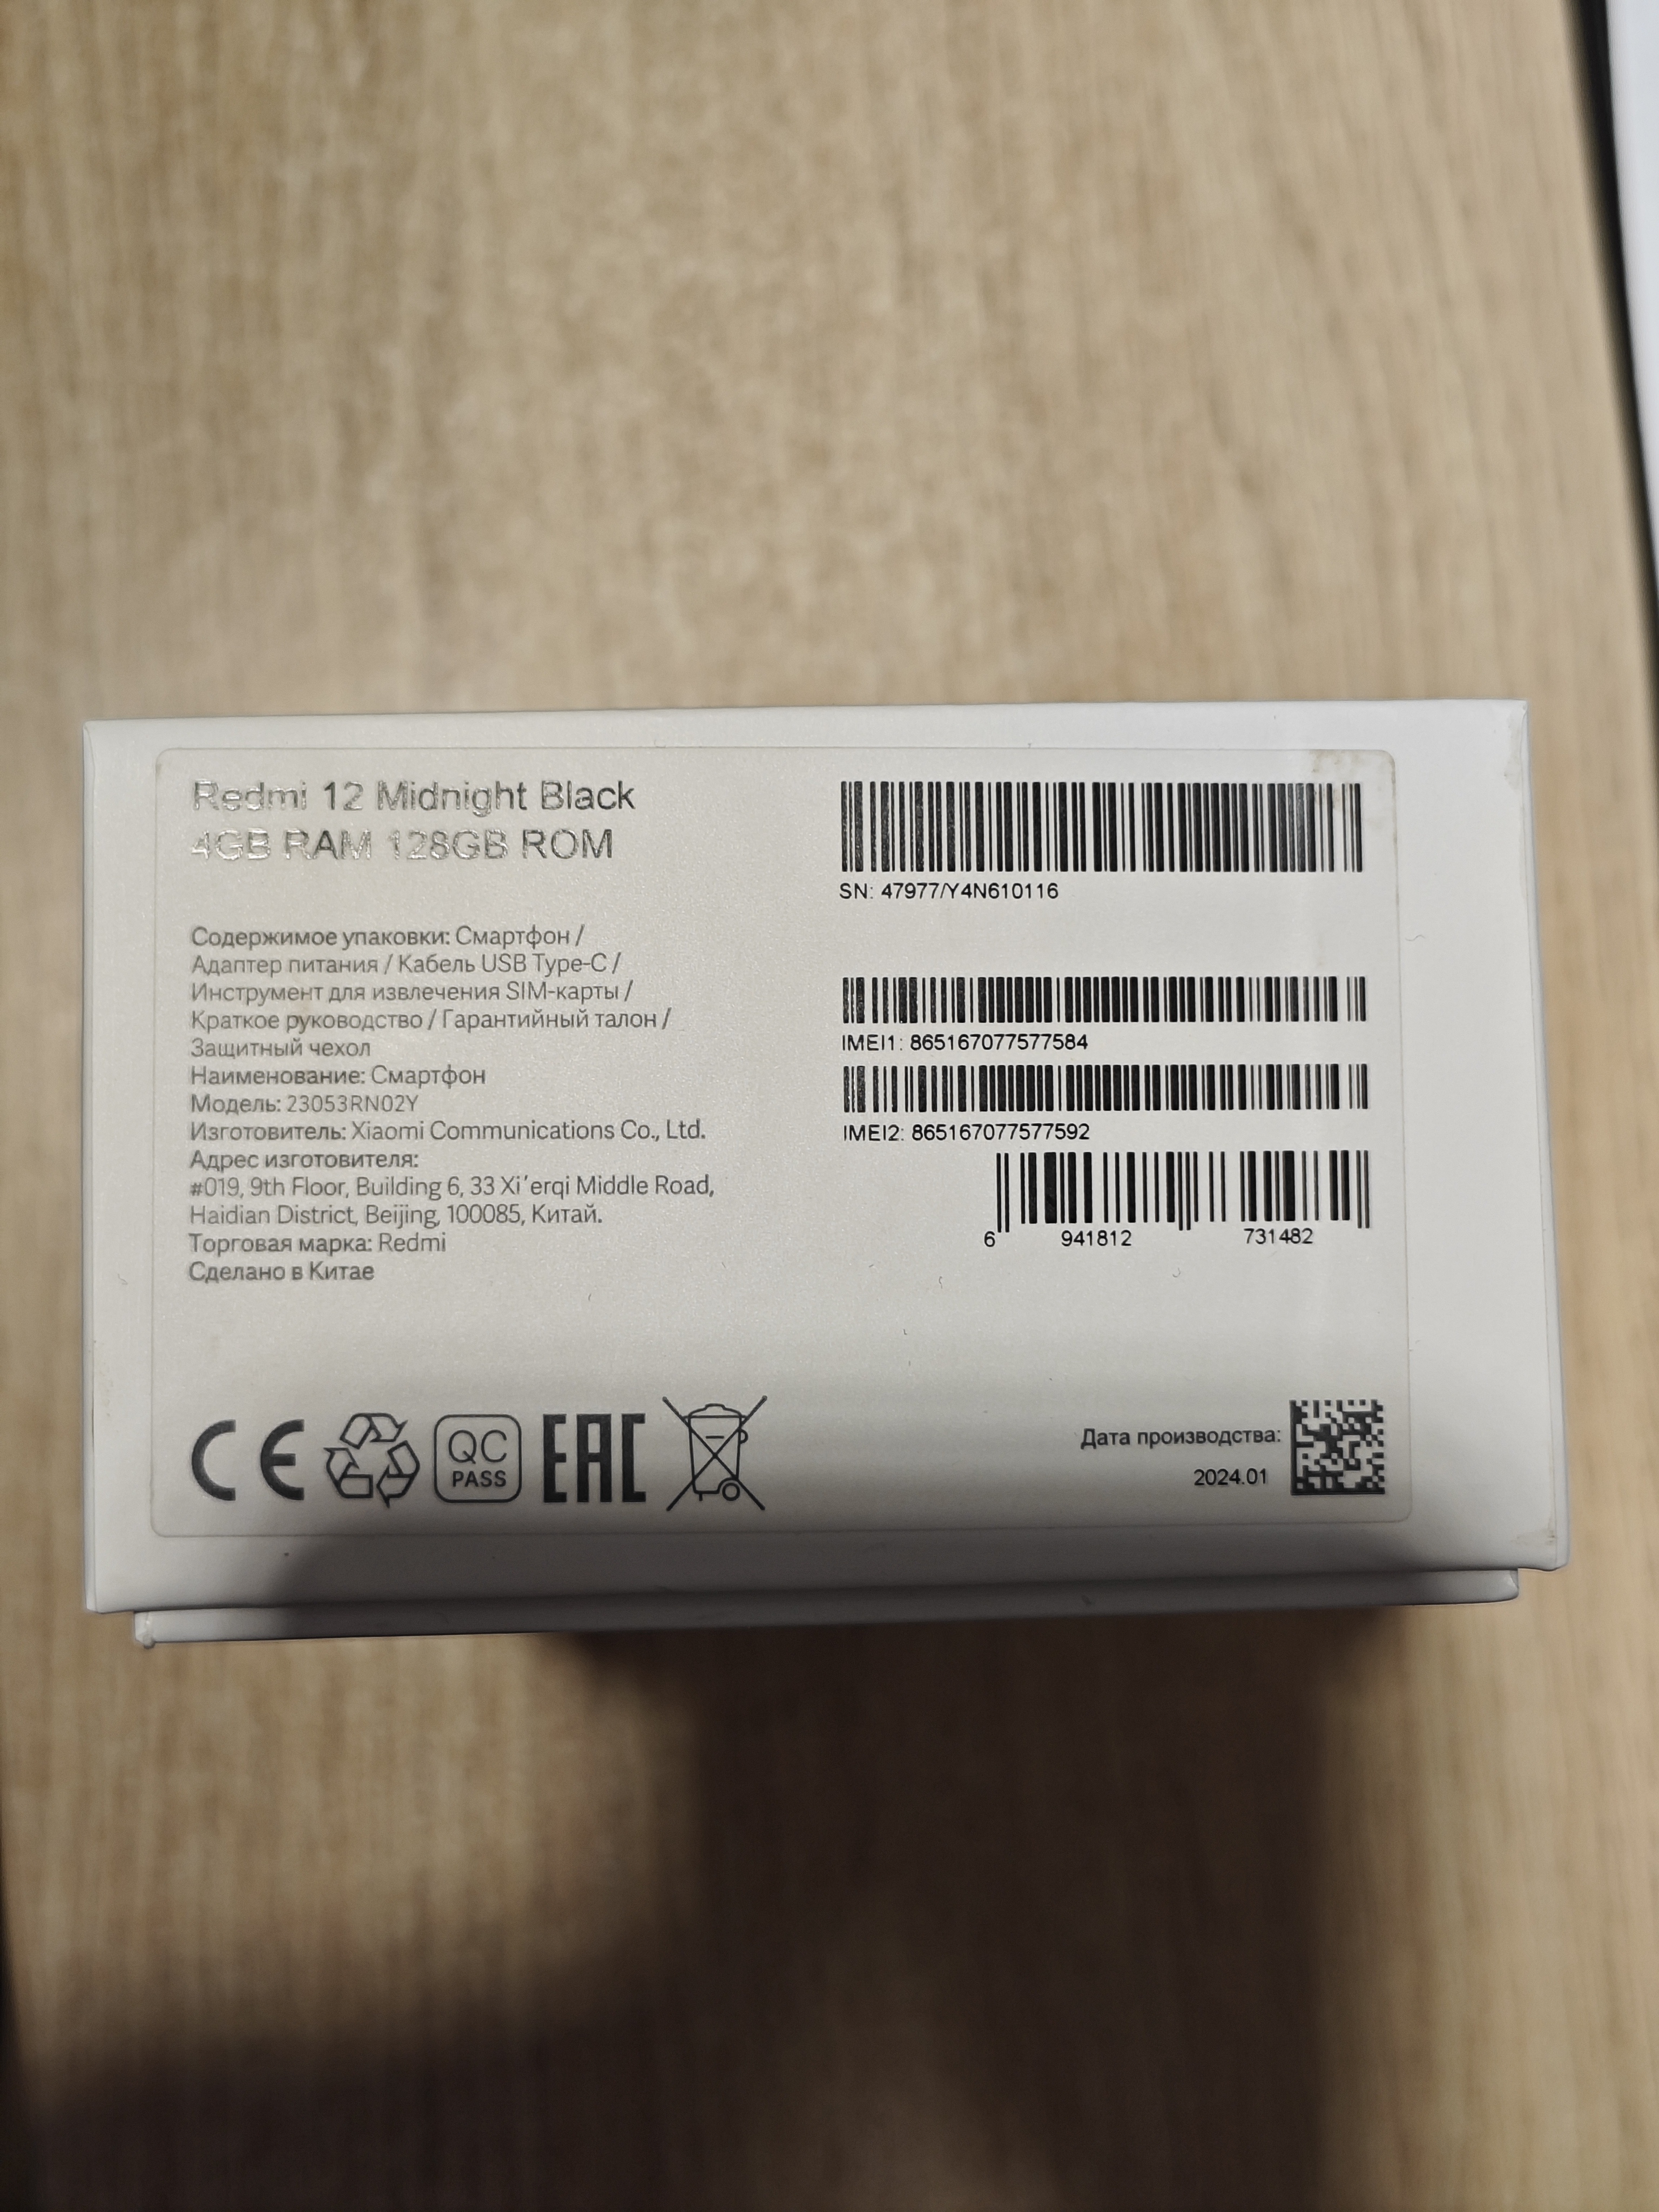 Redmi 12 Midnight Black
4GB RAM 128GB ROM
Содержимое упаковки: Смартфон /
Адаптер питания / Кабель USB Type-C /
Инструмент для извлечения SIM-карты /
Краткое руководство / Гарантийный талон /
Защитный чехол
Наименование: Смартфон
Модель: 23053RN02Y
Изготовитель: Xiaomi Communications Co., Ltd.
Адрес изготовителя:
#019, 9th Floor, Building 6, 33 Xi'erqi Middle Road,
Haidian District, Beijing, 100085, Китай.
Торговая марка: Redmi
Сделано в Китае
CE
QC
PASS
EAC
SN: 47977/Y4N610116
IMEI1: 865167077577584
IMEI2: 865167077577592
6 941812 731482
Дата производства:
2024.01